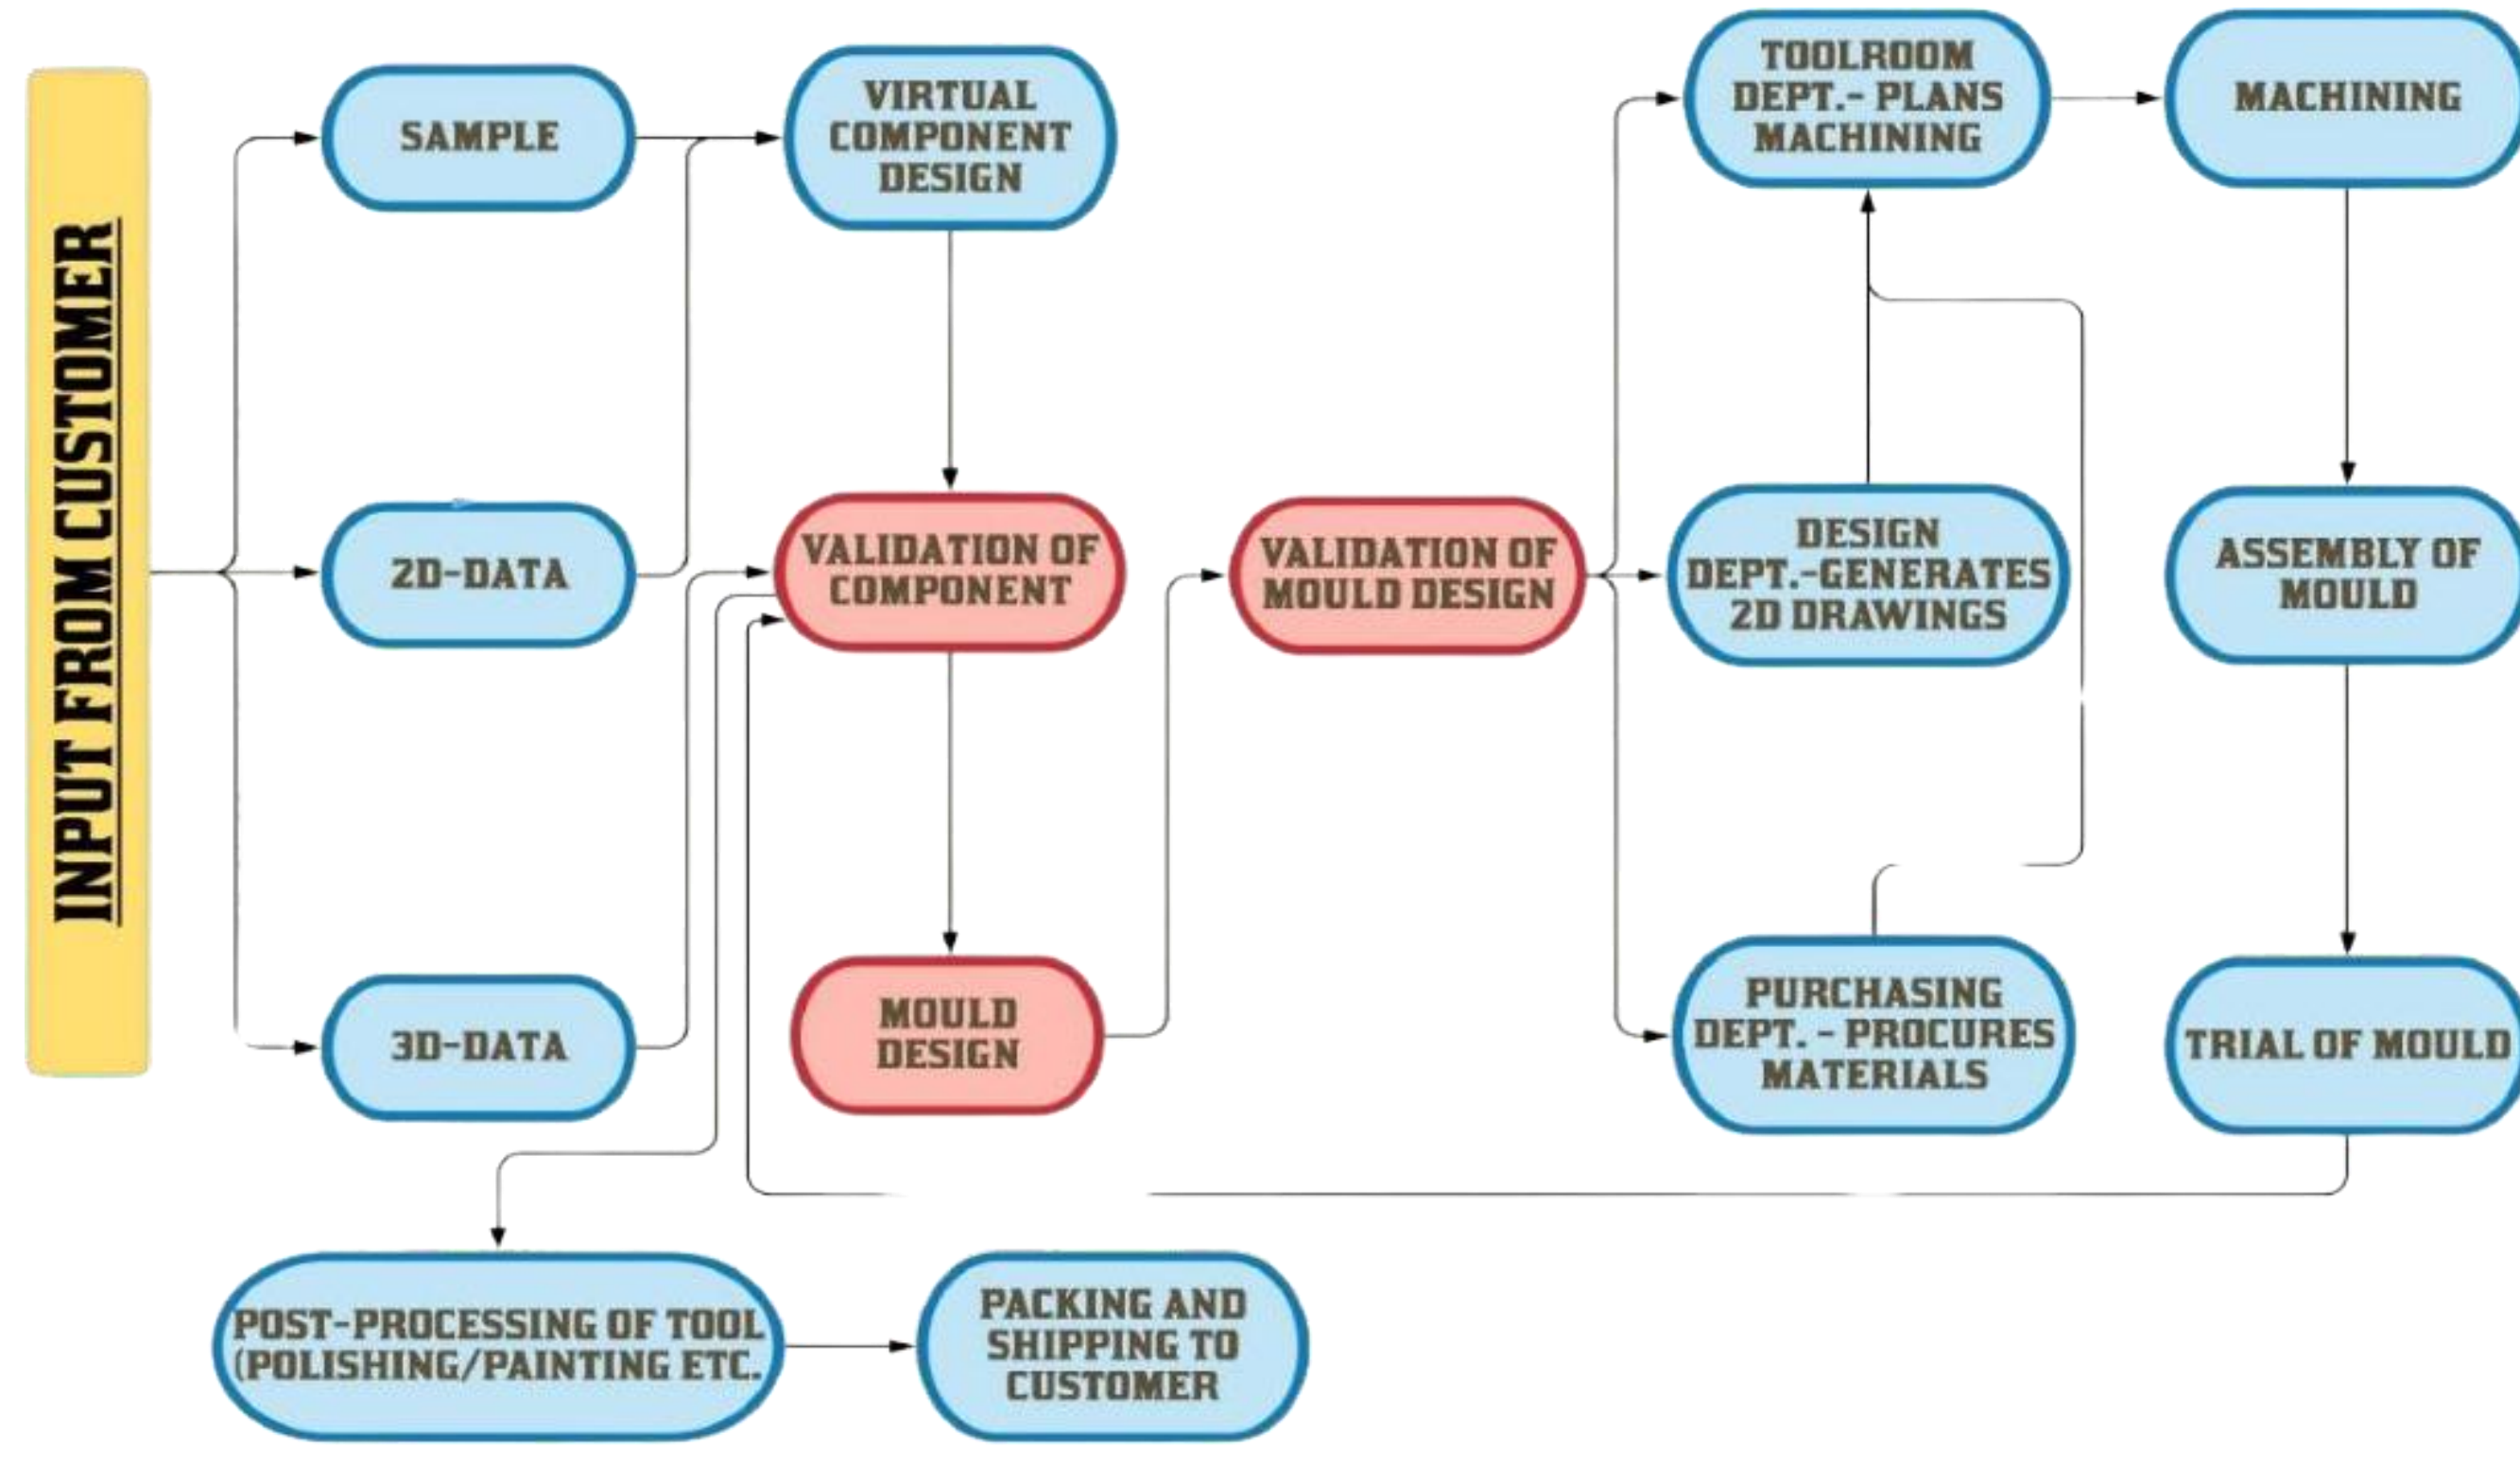 INPUT FROM CUSTOMER
SAMPLE
2D-DATA
3D-DATA
VIRTUAL
COMPONENT
DESIGN
VALIDATION OF
COMPONENT
MOULD
DESIGN
VALIDATION OF
MOULD DESIGN
TOOLROOM
DEPT.- PLANS
MACHINING
DESIGN
DEPT.-GENERATES
2D DRAWINGS
PURCHASING
DEPT. - PROCURES
MATERIALS
MACHINING
ASSEMBLY OF
MOULD
TRIAL OF MOULD
POST-PROCESSING OF TOOL
(POLISHING/PAINTING ETC.
PACKING AND
SHIPPING TO
CUSTOMER